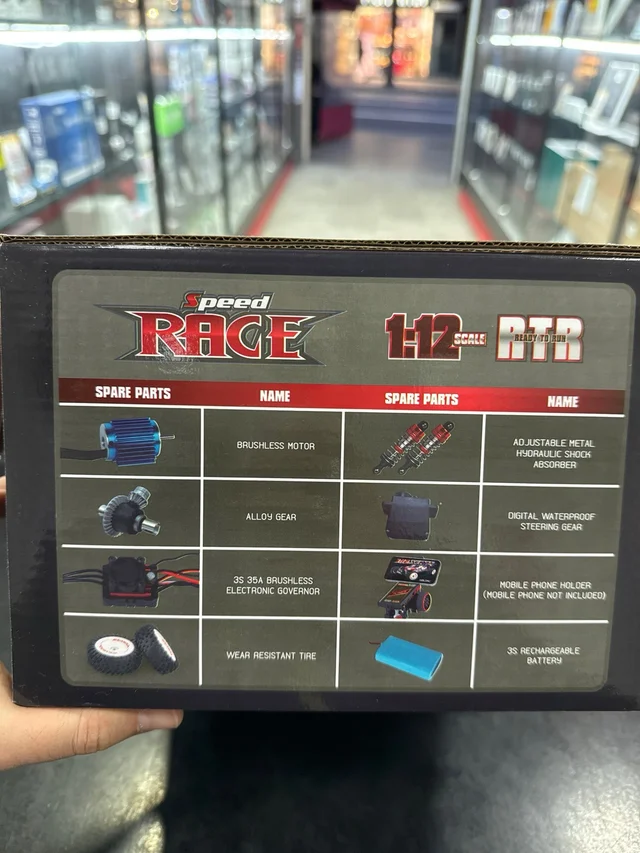 Speed
RACE
1:12 SCALE
RTR
READY TO RUN
SPARE PARTS NAME SPARE PARTS NAME
BRUSHLESS MOTOR
ADJUSTABLE METAL
HYDRAULIC SHOCK
ABSORBER
ALLOY GEAR
DIGITAL WATERPROOF
STEERING GEAR
3S 35A BRUSHLESS
ELECTRONIC GOVERNOR
MOBILE PHONE HOLDER
(MOBILE PHONE NOT INCLUDED)
WEAR RESISTANT TIRE
3S RECHARGEABLE
BATTERY